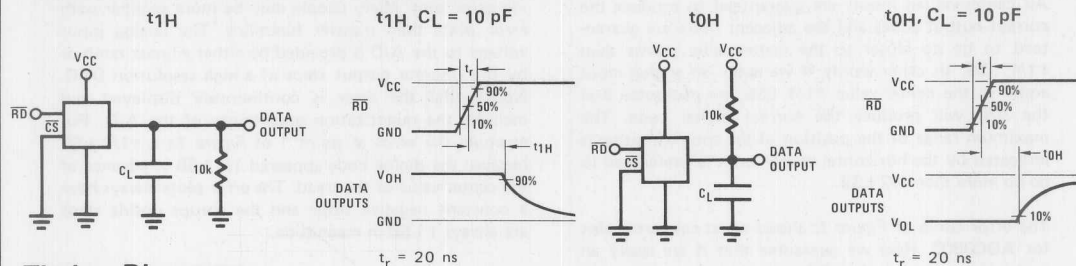 t1H
VCC
RD
CS
DATA
OUTPUT
CL
10k
t1H, CL = 10 pF
tr
VCC
90%
RD
50%
10%
GND
t1H
VOH
90%
DATA
OUTPUTS
GND
tr = 20 ns
t0H
VCC
VCC
10k
RD
CS
DATA
OUTPUT
CL
t0H, CL = 10 pF
tr
VCC
90%
RD
50%
10%
GND
t0H
VCC
DATA
OUTPUTS
10%
VOL
tr = 20 ns